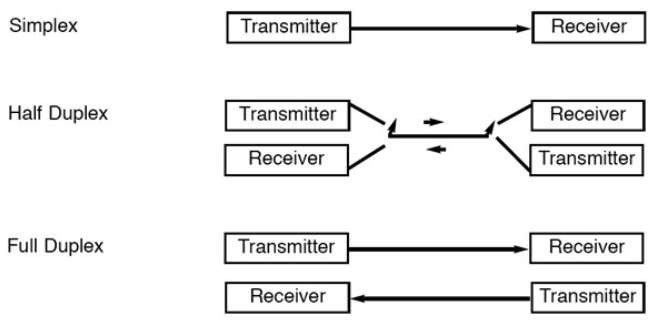 Simplex Transmitter Receiver
Half Duplex Transmitter Receiver
Receiver Transmitter
Full Duplex Transmitter Receiver
Receiver Transmitter